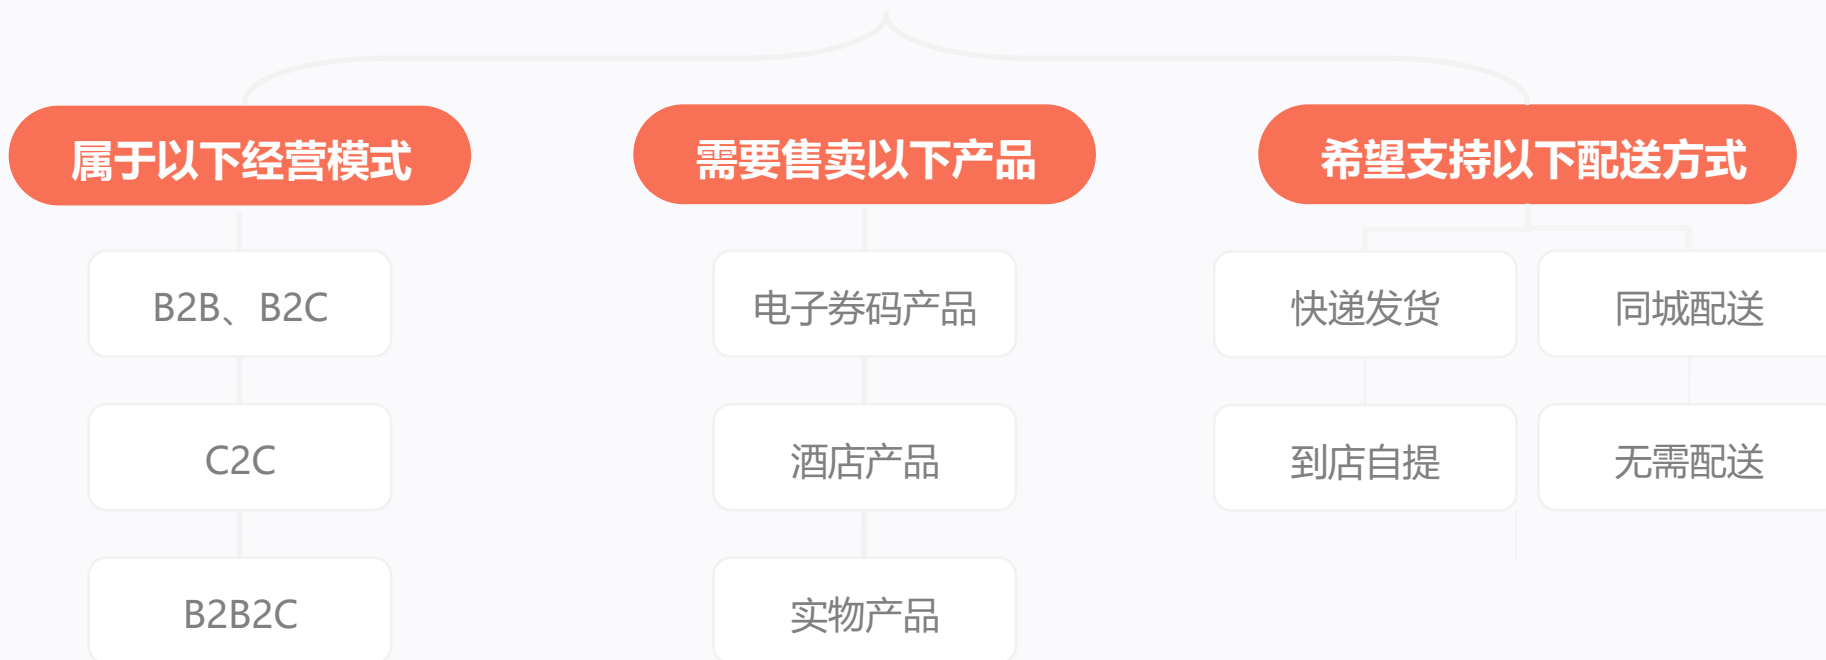 属于以下经营模式
需要售卖以下产品
希望支持以下配送方式
B2B、B2C
电子券码产品
快递发货
同城配送
C2C
酒店产品
到店自提
无需配送
B2B2C
实物产品